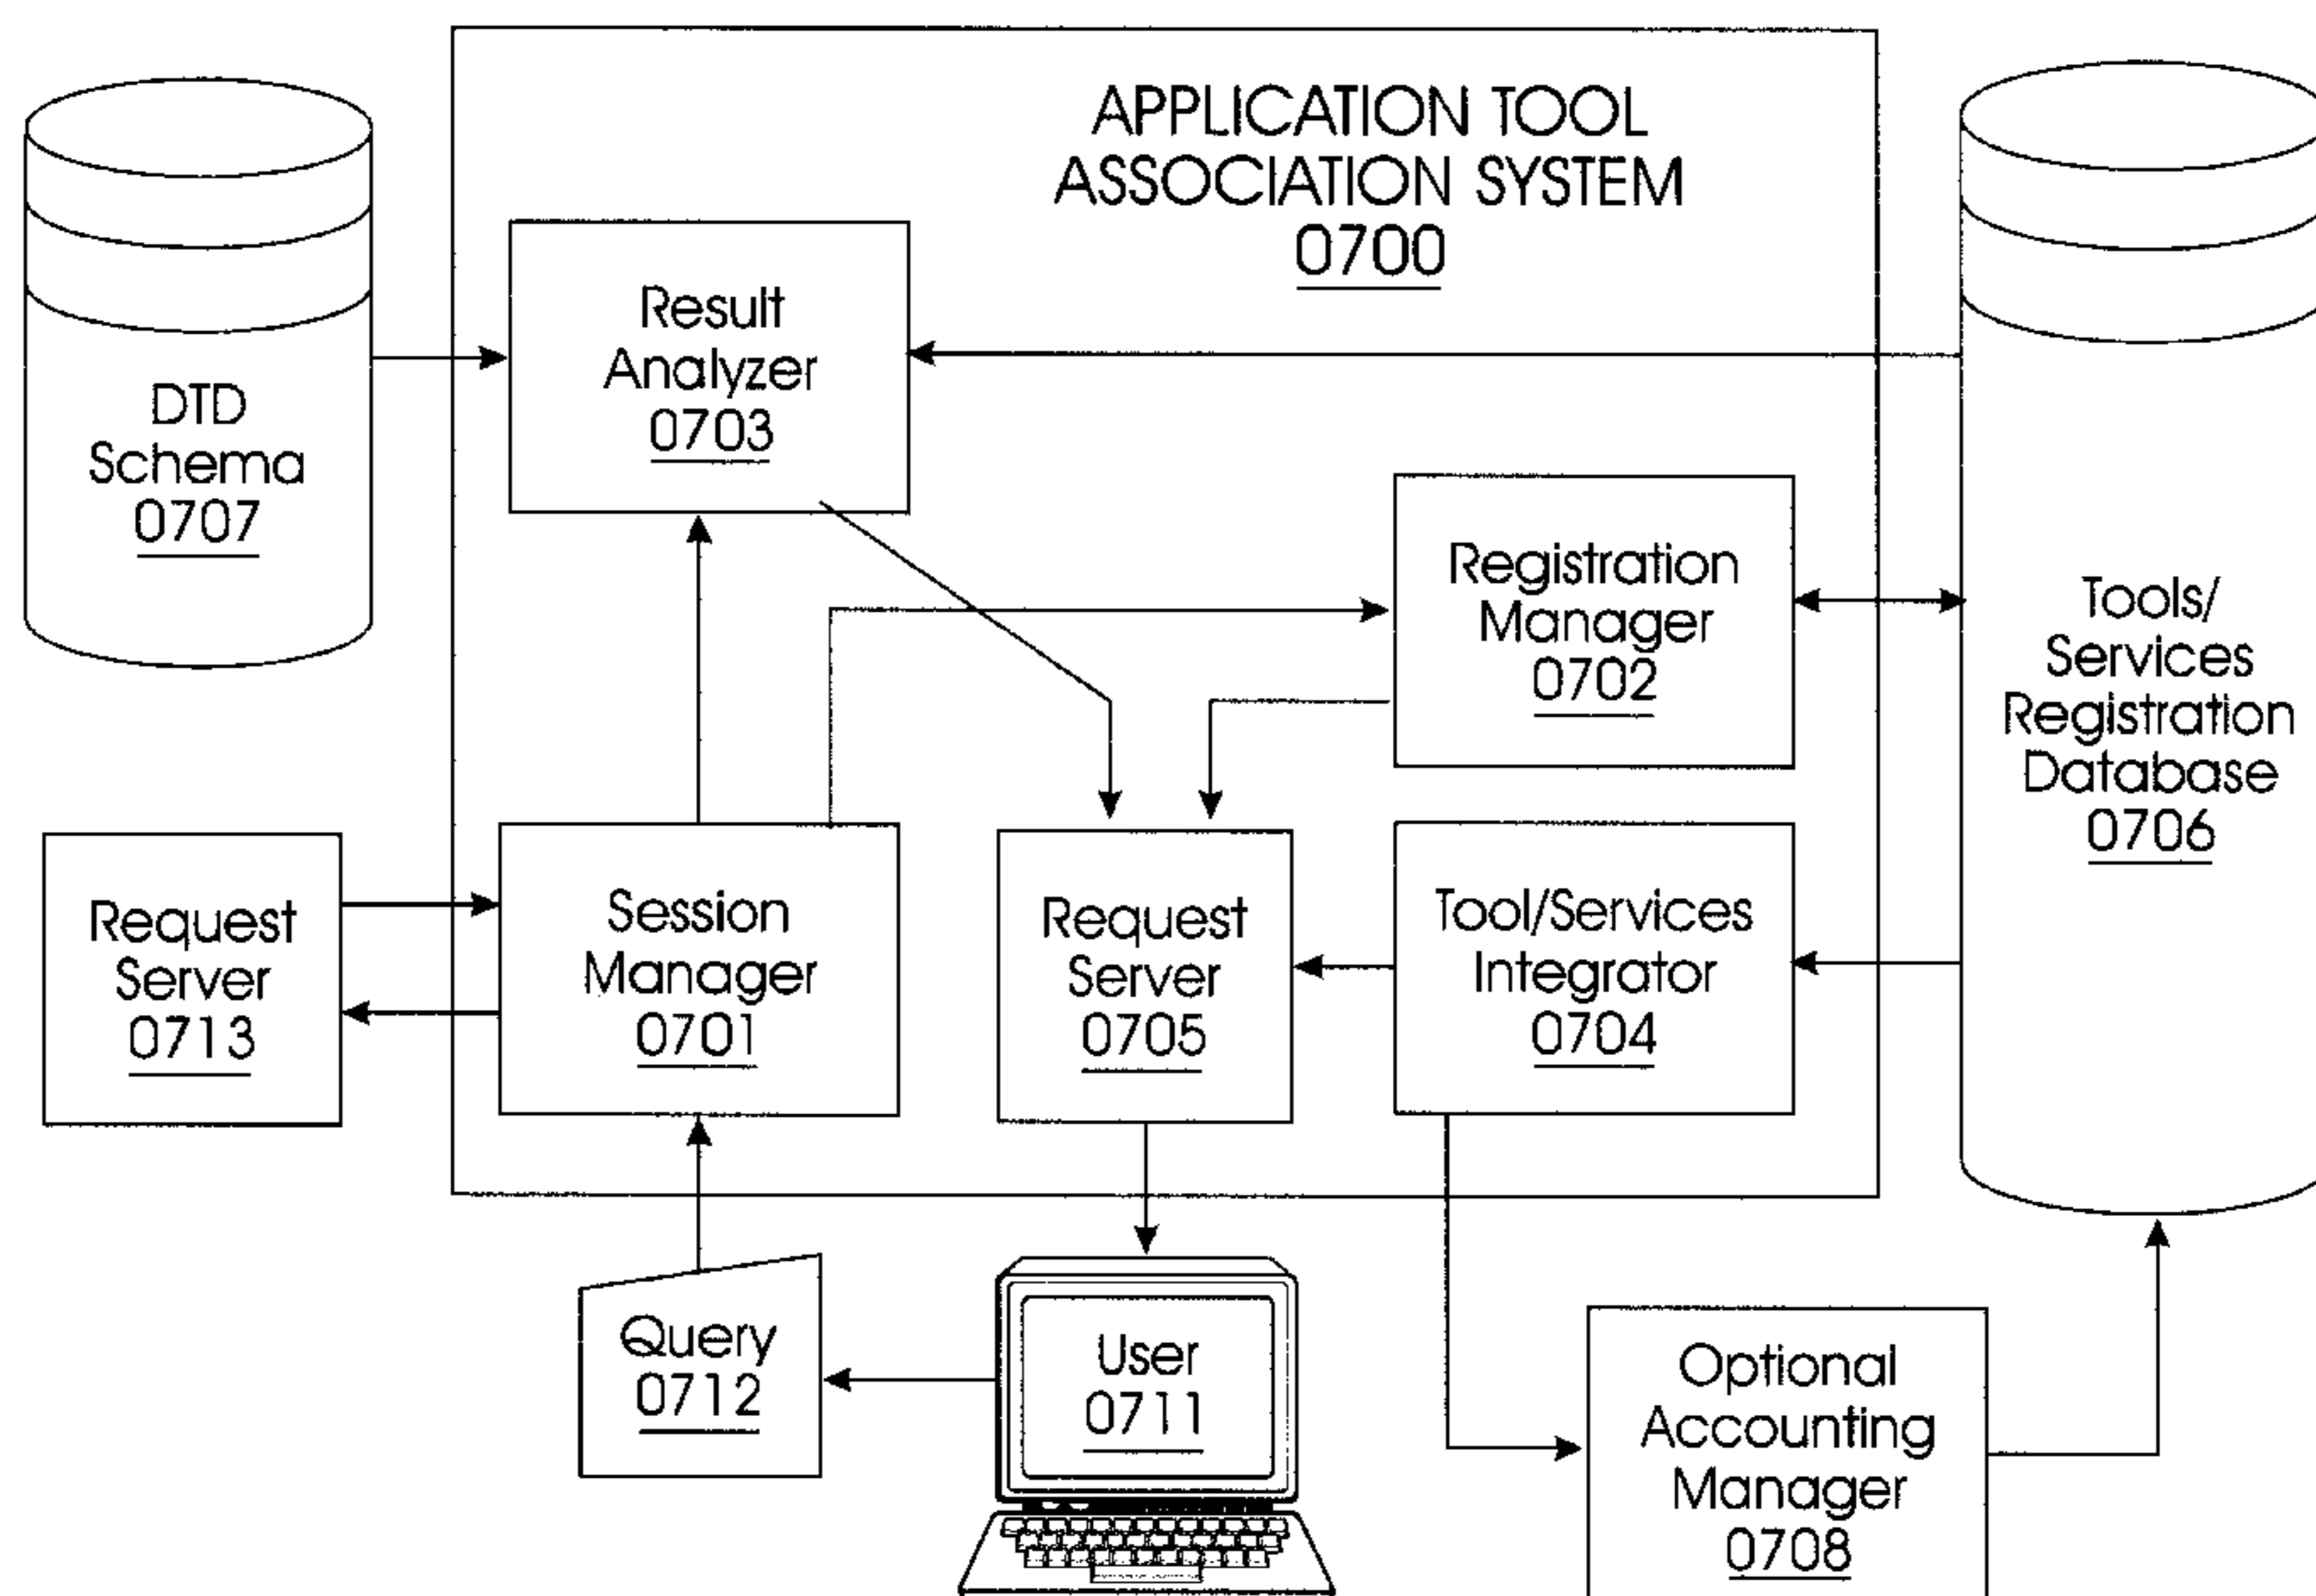 APPLICATION TOOL
ASSOCIATION SYSTEM
0700
Result
Analyzer
0703
DTD
Schema
0707
Registration
Manager
0702
Tools/
Services
Registration
Database
0706
Request
Server
0713
Session
Manager
0701
Request
Server
0705
Tool/Services
Integrator
0704
Query
0712
User
0711
Optional
Accounting
Manager
0708